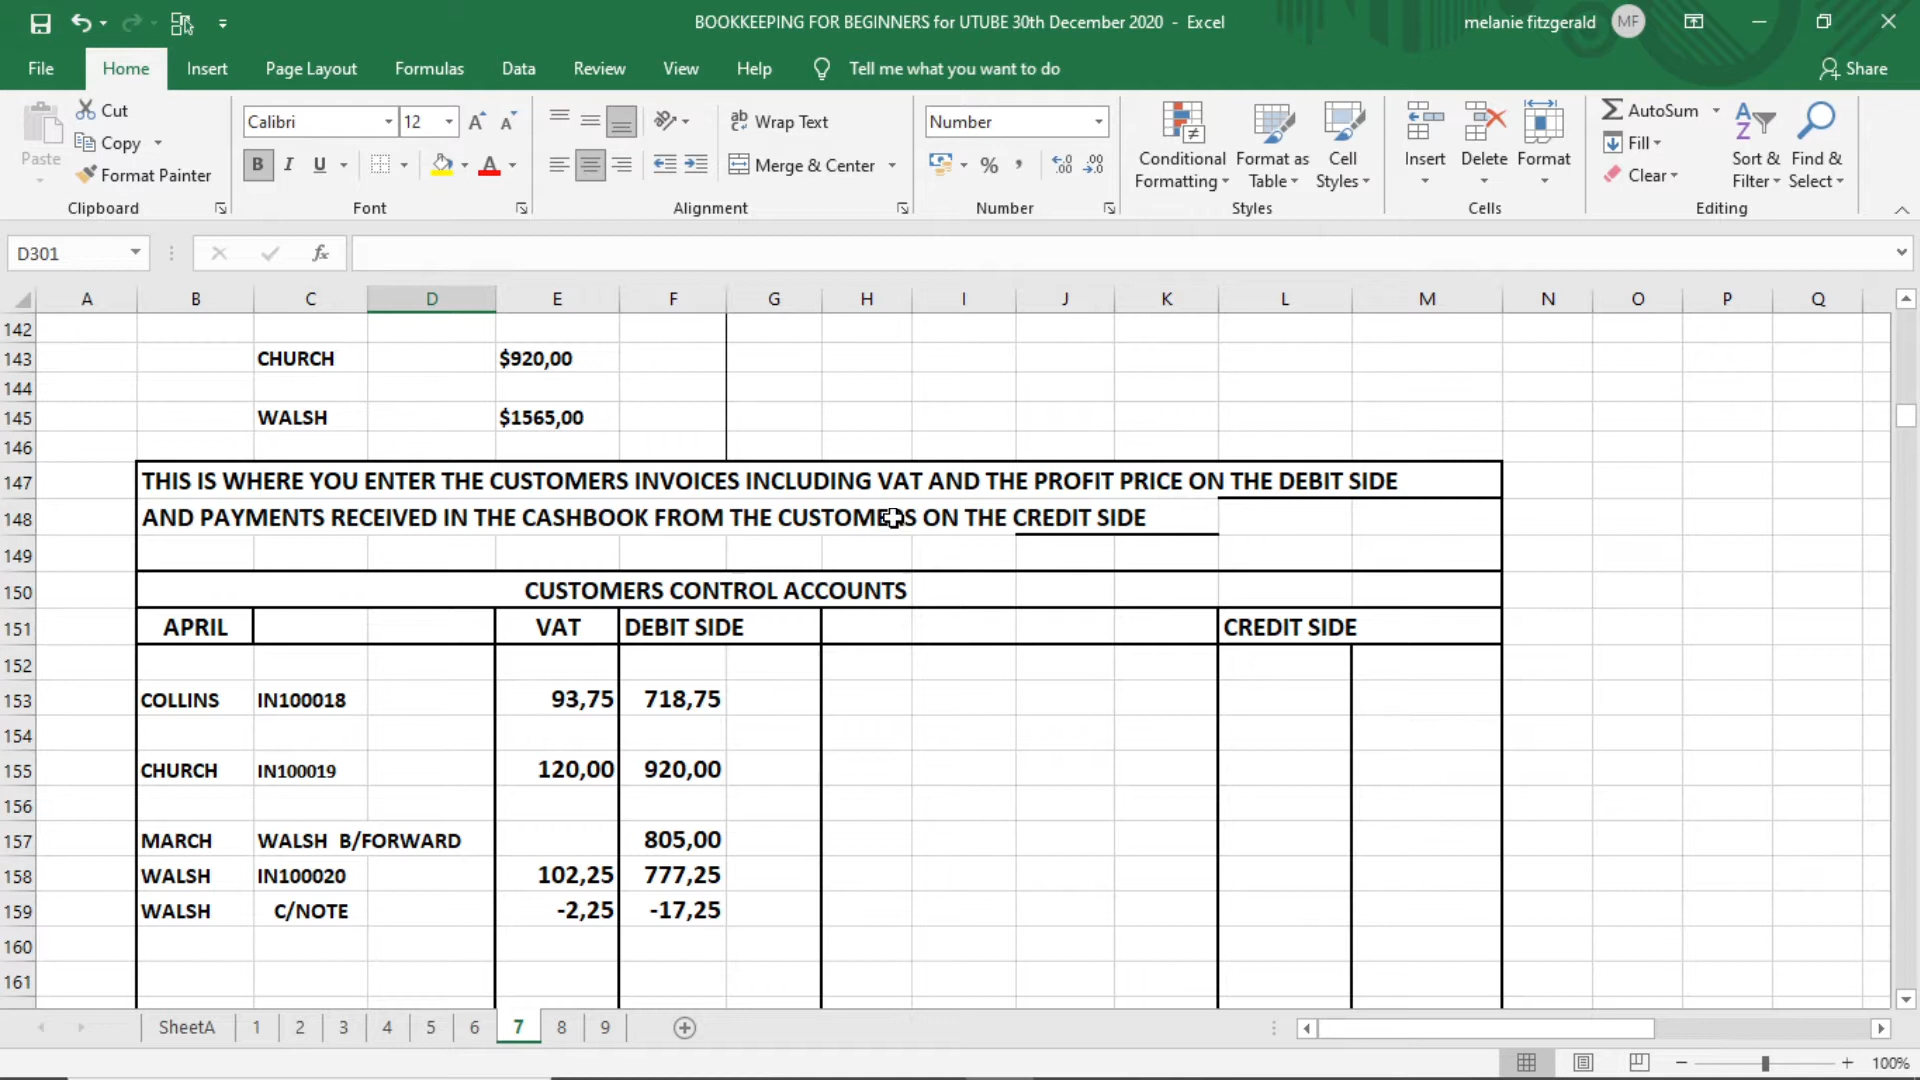 BOOKKEEPING FOR BEGINNERS for UTUBE 30th December 2020 - Excel
melanie fitzgerald MF
File Home Insert Page Layout Formulas Data Review View Help Tell me what you want to do Share
Paste Cut Copy Format Painter
Clipboard
Calibri 12
B I U A
Font
Wrap Text
Merge & Center
Alignment
Number
%
Number
Conditional Formatting
Format as Table
Cell Styles
Styles
Insert Delete Format
Cells
AutoSum
Fill
Clear
Sort & Filter
Find & Select
Editing
D301 fx
A B C D E F G H I J K L M N O P Q
142
143 CHURCH $920,00
144
145 WALSH $1565,00
146
147 THIS IS WHERE YOU ENTER THE CUSTOMERS INVOICES INCLUDING VAT AND THE PROFIT PRICE ON THE DEBIT SIDE
148 AND PAYMENTS RECEIVED IN THE CASHBOOK FROM THE CUSTOMERS ON THE CREDIT SIDE
149
150 CUSTOMERS CONTROL ACCOUNTS
151 APRIL VAT DEBIT SIDE CREDIT SIDE
152
153 COLLINS IN100018 93,75 718,75
154
155 CHURCH IN100019 120,00 920,00
156
157 MARCH WALSH B/FORWARD 805,00
158 WALSH IN100020 102,25 777,25
159 WALSH C/NOTE -2,25 -17,25
160
161
SheetA 1 2 3 4 5 6 7 8 9
100%